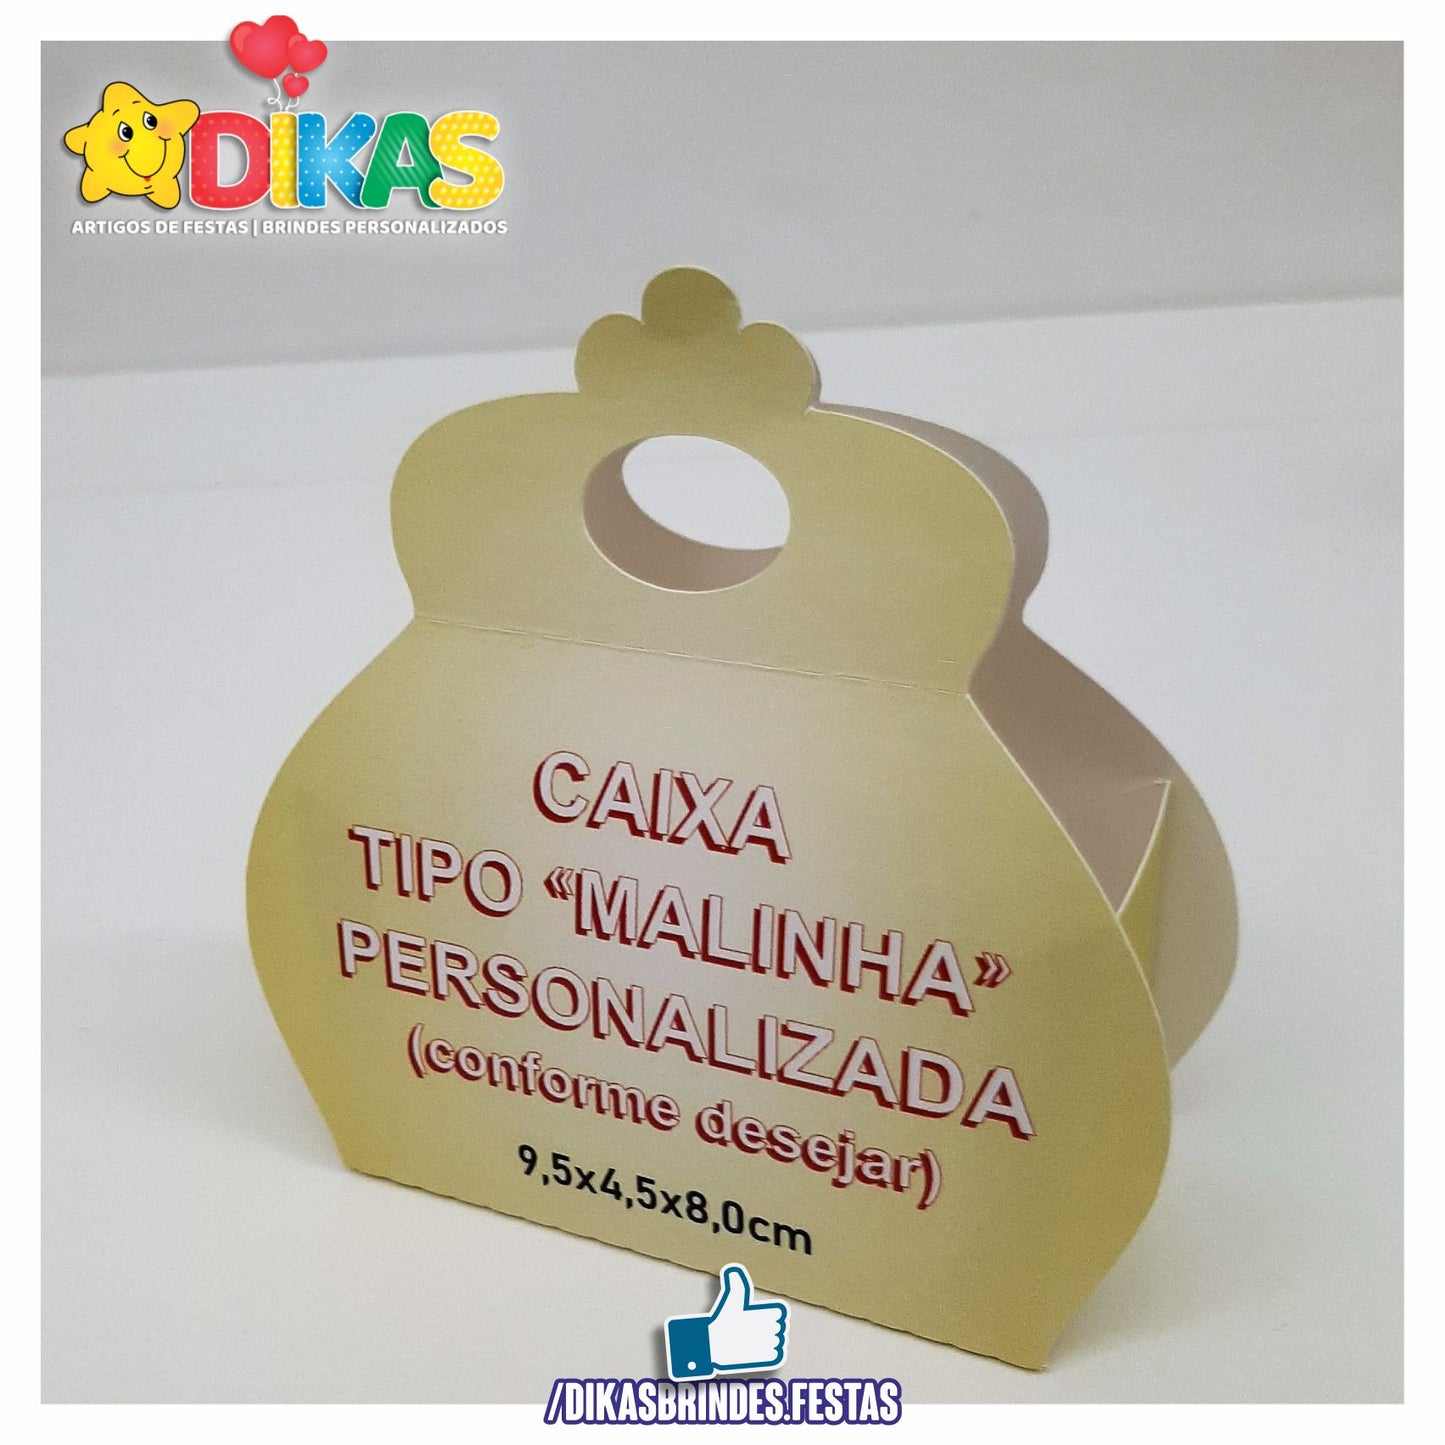 DIKAS
ARTIGOS DE FESTAS | BRINDES PERSONALIZADOS
CAIXA
TIPO “MALINHA”
PERSONALIZADA
(conforme desejar)
9,5x4,5x8,0cm
/DIKASBRINDES.FESTAS